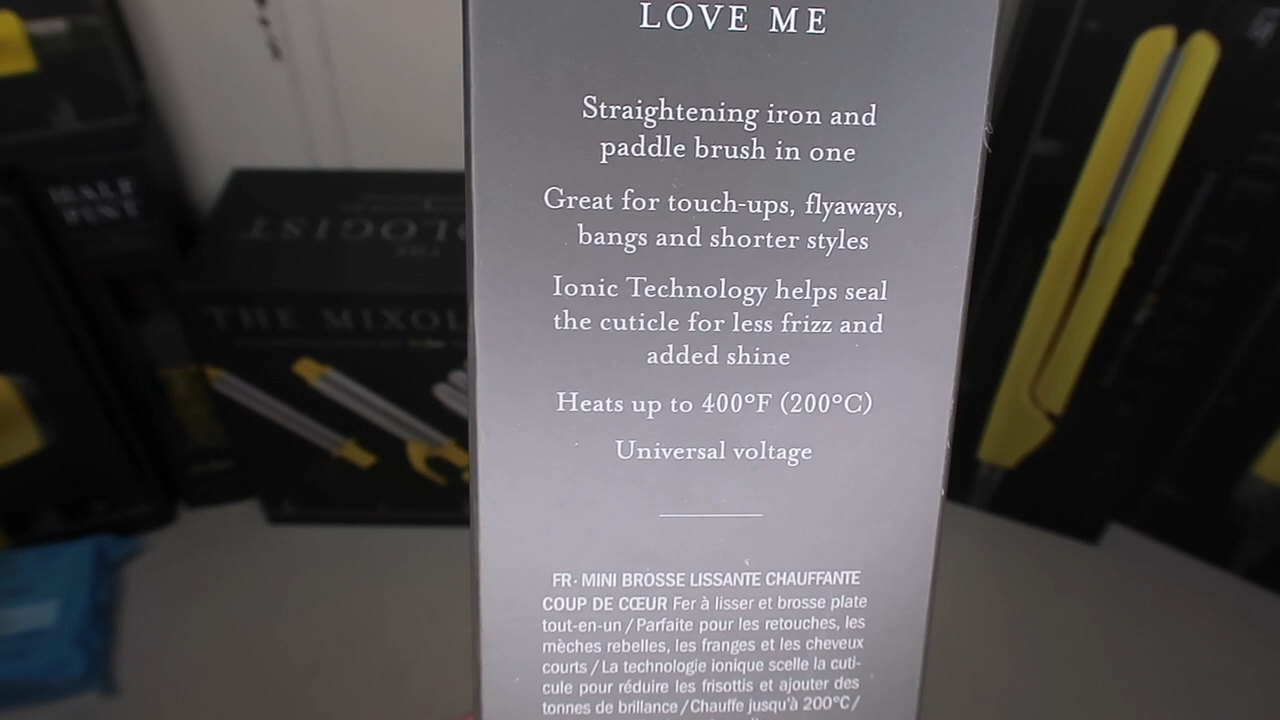 LOVE ME
Straightening iron and
paddle brush in one
Great for touch-ups, flyaways,
bangs and shorter styles
Ionic Technology helps seal
the cuticle for less frizz and
added shine
Heats up to 400°F (200°C)
Universal voltage
FR· MINI BROSSE LISSANTE CHAUFFANTE
COUP DE CŒUR Fer à lisser et brosse plate
tout-en-un / Parfaite pour les retouches, les
mèches rebelles, les franges et les cheveux
courts / La technologie ionique scelle la cuti-
cule pour réduire les frisottis et ajouter des
tonnes de brillance / Chauffe jusqu'à 200°C /
HALF
PINT
THE MIXOL